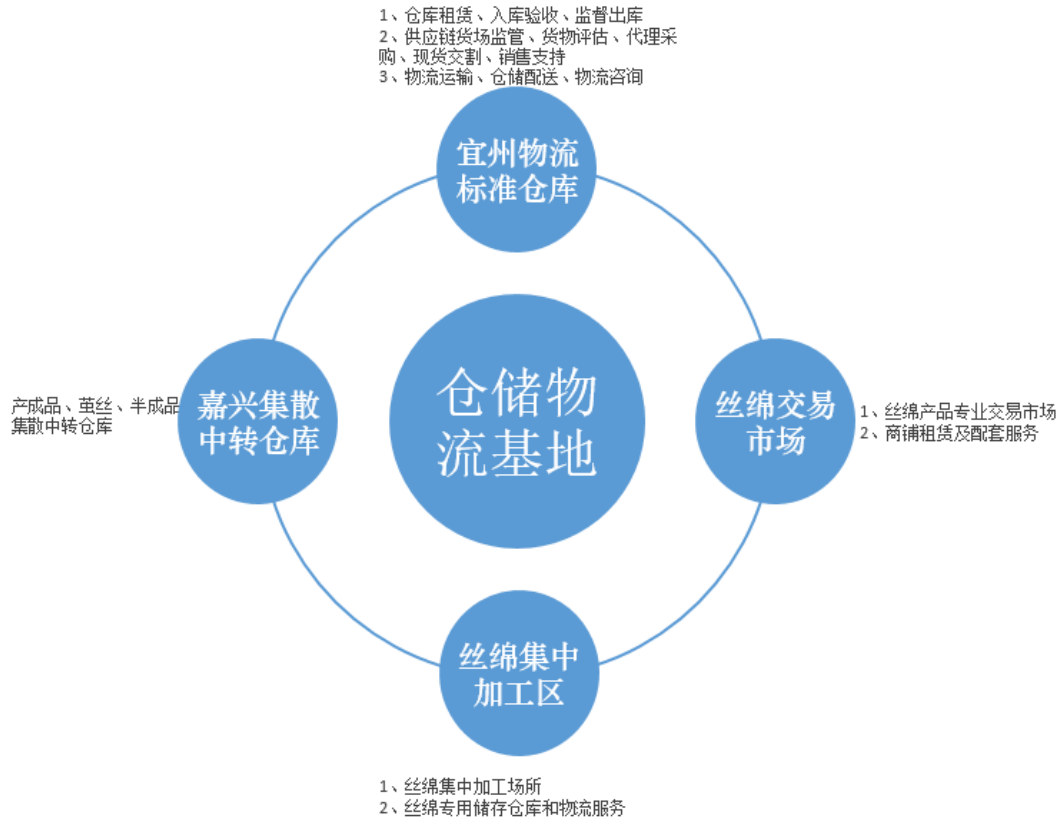 1、仓库租赁、入库验收、监督出库
2、供应链货场监管、货物评估、代理采
购、现货交割、销售支持
3、物流运输、仓储配送、物流咨询
宜州物流
标准仓库
产成品、茧丝、半成品
集散中转仓库
嘉兴集散
中转仓库
仓储物
流基地
丝绵交易
市场
1、丝绵产品专业交易市场
2、商铺租赁及配套服务
丝绵集中
加工区
1、丝绵集中加工场所
2、丝绵专用储存仓库和物流服务